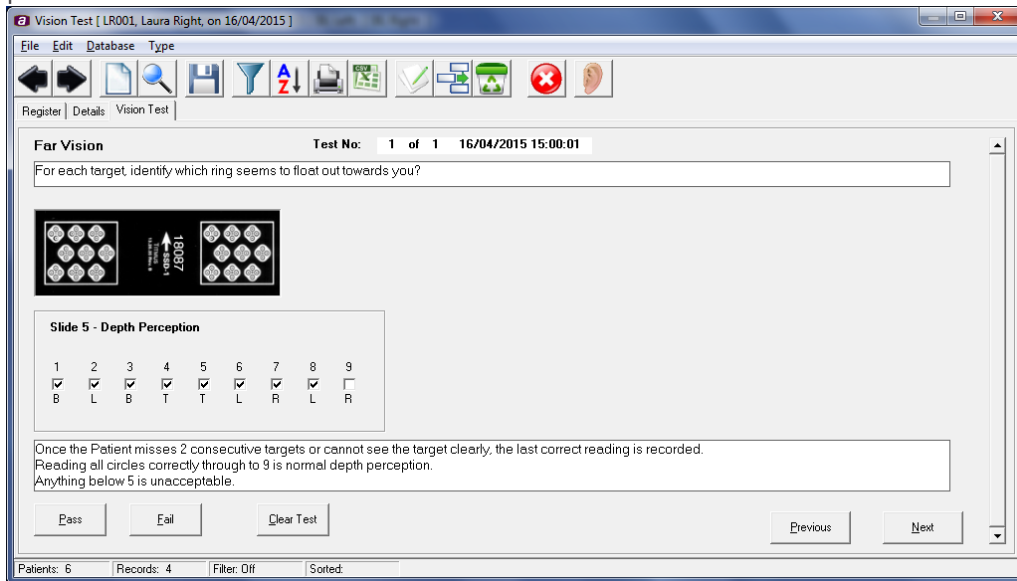 Vision Test [ LR001, Laura Right, on 16/04/2015 ]
File Edit Database Type
A
Z
CSV
Register Details Vision Test
Far Vision Test No: 1 of 1 16/04/2015 15:00:01
For each target, identify which ring seems to float out towards you?
18087
SSD-1
Titmus
Slide 5 - Depth Perception
1 2 3 4 5 6 7 8 9
B L B T T L R L R
Once the Patient misses 2 consecutive targets or cannot see the target clearly, the last correct reading is recorded.
Reading all circles correctly through to 9 is normal depth perception.
Anything below 5 is unacceptable.
Pass Fail Clear Test Previous Next
Patients: 6 Records: 4 Filter: Off Sorted: